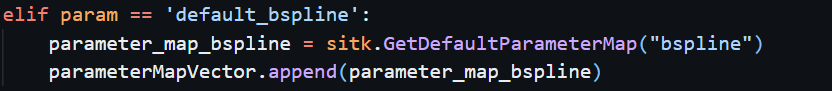 elif param == 'default_bspline':
    parameter_map_bspline = sitk.GetDefaultParameterMap("bspline")
    parameterMapVector.append(parameter_map_bspline)